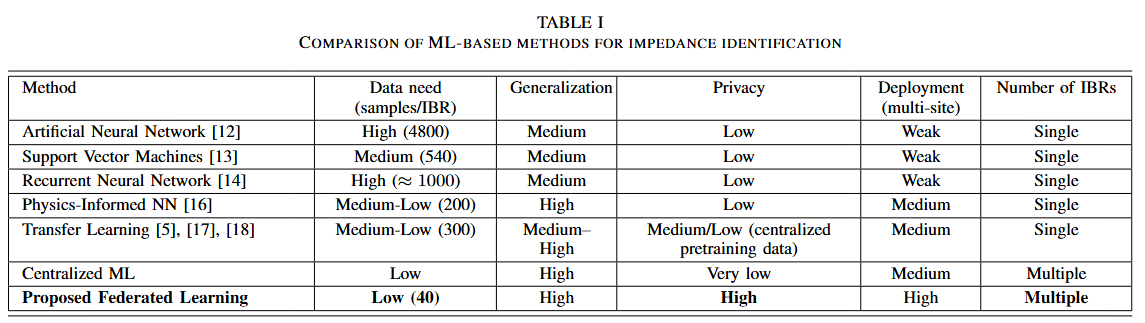 TABLE I
COMPARISON OF ML-BASED METHODS FOR IMPEDANCE IDENTIFICATION
Method Data need (samples/IBR) Generalization Privacy Deployment (multi-site) Number of IBRs
Artificial Neural Network [12] High (4800) Medium Low Weak Single
Support Vector Machines [13] Medium (540) Medium Low Weak Single
Recurrent Neural Network [14] High (≈ 1000) Medium Low Weak Single
Physics-Informed NN [16] Medium-Low (200) High Low Medium Single
Transfer Learning [5], [17], [18] Medium-Low (300) Medium–High Medium/Low (centralized pretraining data) Medium Single
Centralized ML Low High Very low Medium Multiple
Proposed Federated Learning Low (40) High High High Multiple